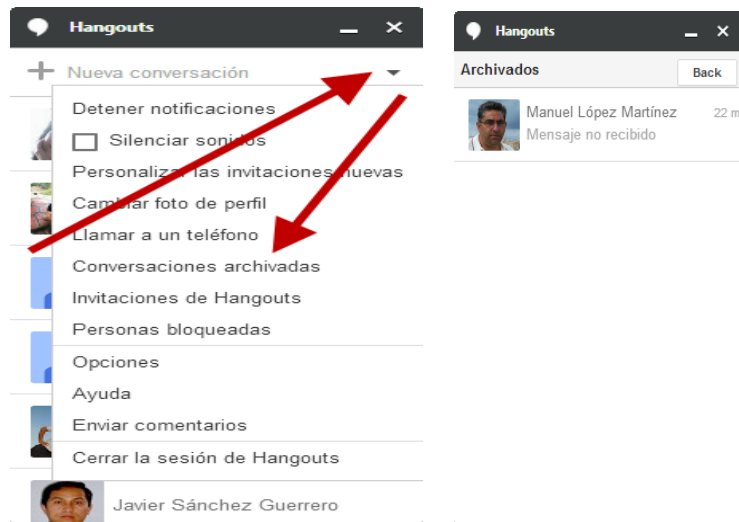 Hangouts
Nueva conversación
Detener notificaciones
Silenciar sonidos
Personalizar las invitaciones nuevas
Cambiar foto de perfil
Llamar a un teléfono
Conversaciones archivadas
Invitaciones de Hangouts
Personas bloqueadas
Opciones
Ayuda
Enviar comentarios
Cerrar la sesión de Hangouts
Javier Sánchez Guerrero
Hangouts
Archivados Back
Manuel López Martínez 22 m
Mensaje no recibido